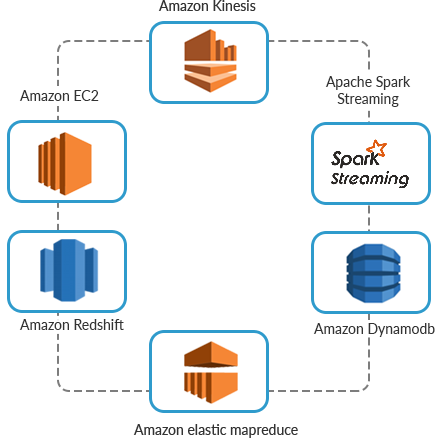 Amazon Kinesis
Amazon EC2
Apache Spark
Streaming
Spark
Streaming
Amazon Redshift
Amazon Dynamodb
Amazon elastic mapreduce